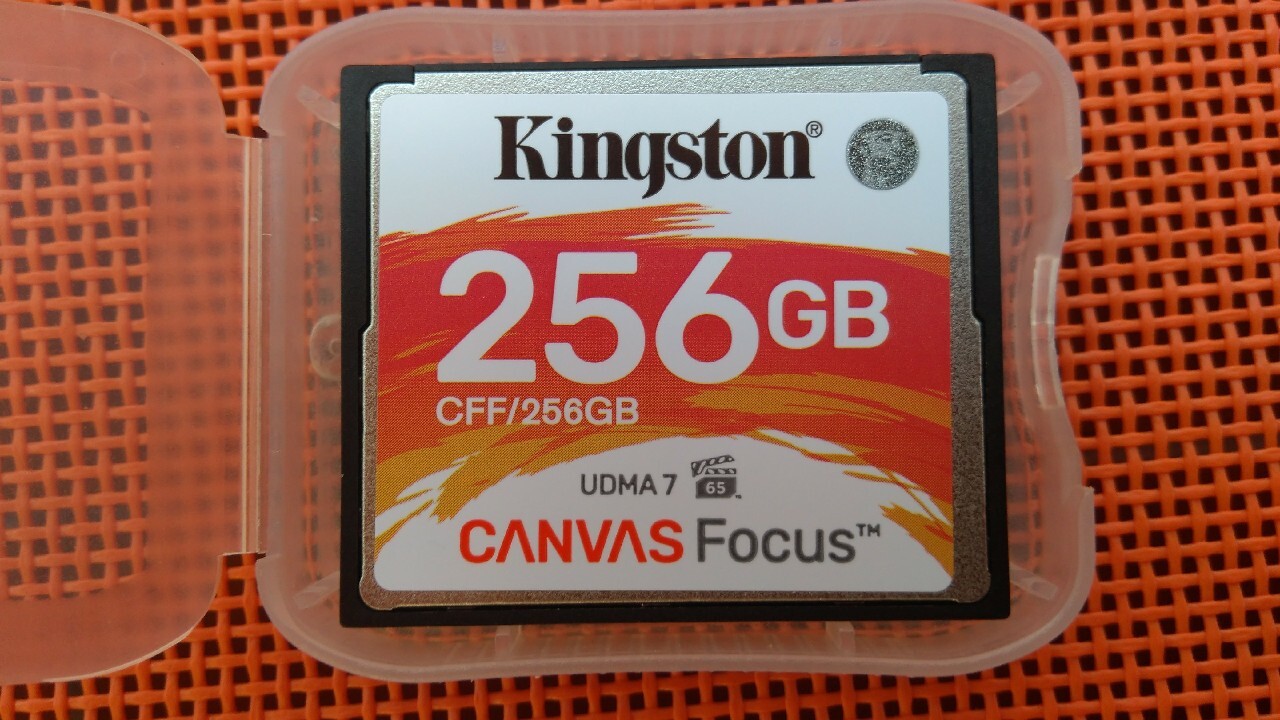 Kingston®
256GB
CFF/256GB
UDMA 7 65
CANVAS Focus™